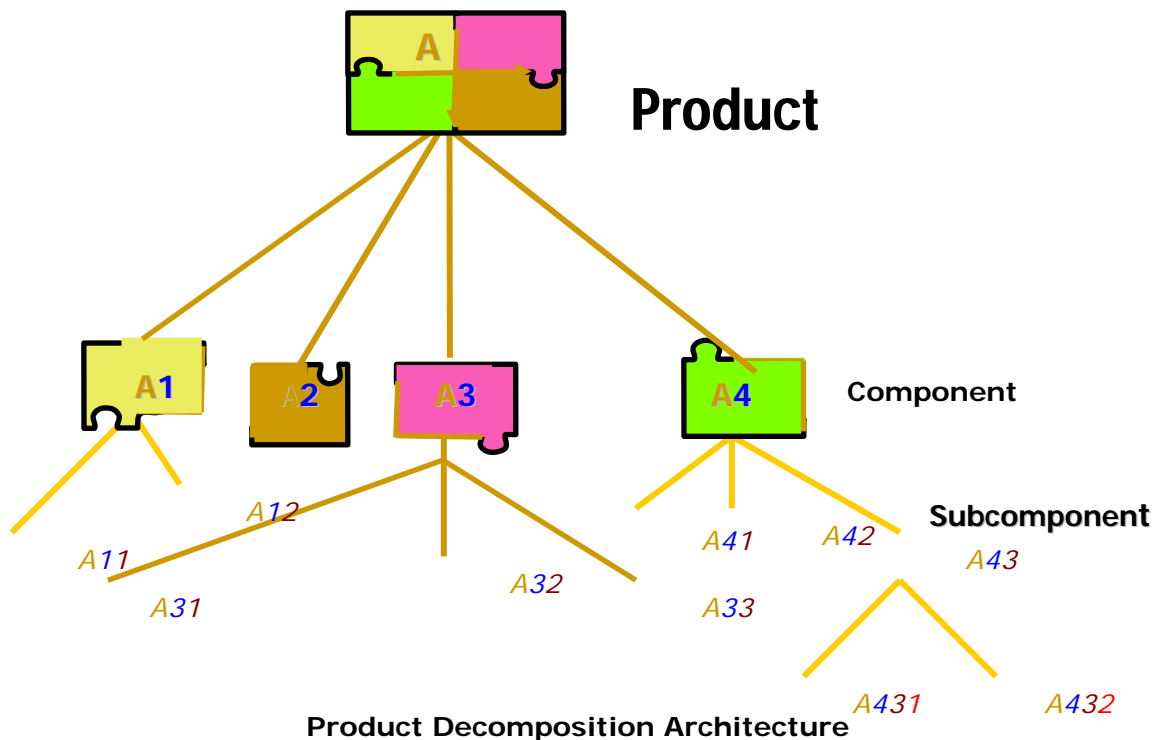 A
Product
A1
A2
A3
A4
Component
A12
Subcomponent
A41
A42
A43
A11
A32
A31
A33
A431
A432
Product Decomposition Architecture